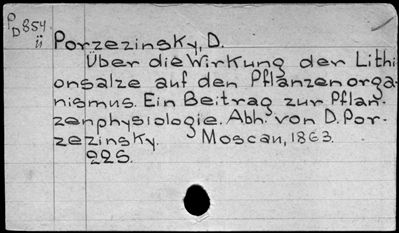 P
D854
ü
Porzezinsky, D.
Über die Wirkung der Lithi-
onsalze auf den Pflanzenorga-
nismus. Ein Beitrag zur Pflan-
zenphysiologie. Abh. von D. Por-
zezinsky. Moscau, 1863.
22S.